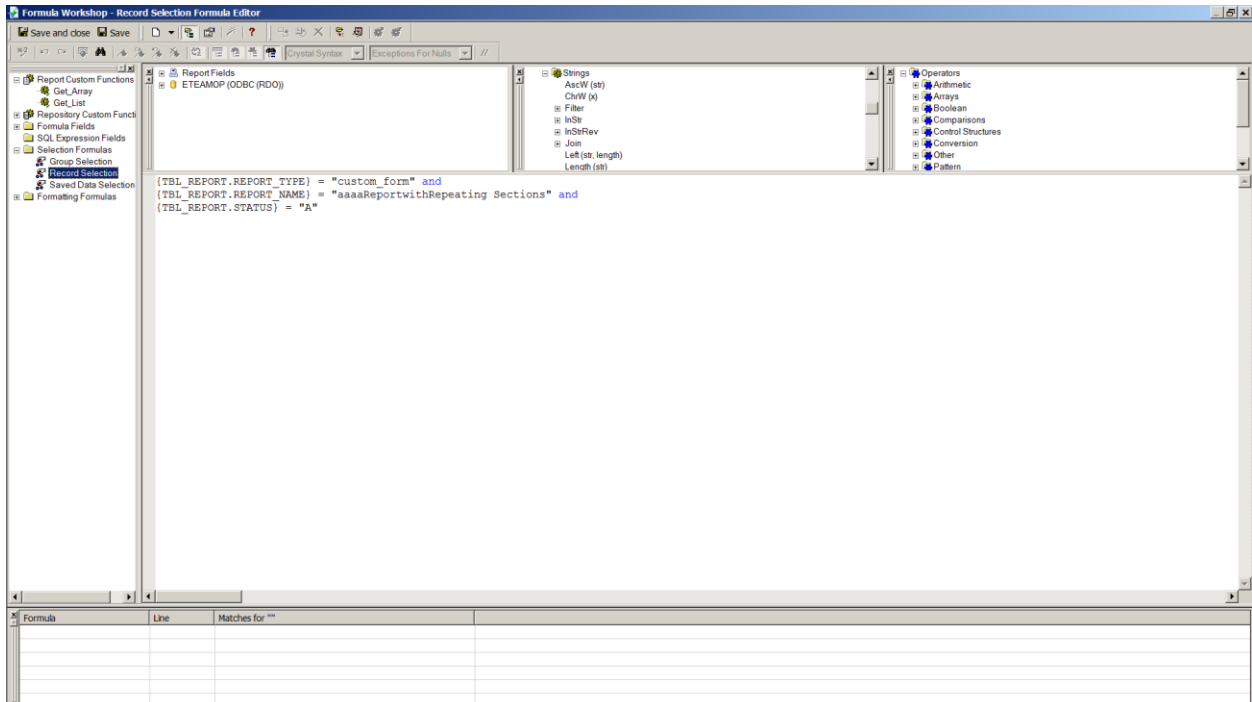 Formula Workshop - Record Selection Formula Editor
Save and close Save
Crystal Syntax Exceptions For Nulls //
Report Custom Functions
Get_Array
Get_List
Repository Custom Functi
Formula Fields
SQL Expression Fields
Selection Formulas
Group Selection
Record Selection
Saved Data Selection
Formatting Formulas
Report Fields
ETEAMOP (ODBC (RDO))
Strings
AscW (str)
ChrW (x)
Filter
InStr
InStrRev
Join
Left (str, length)
Length (str)
Operators
Arithmetic
Arrays
Boolean
Comparisons
Control Structures
Conversion
Other
Pattern
{TBL_REPORT.REPORT_TYPE} = "custom_form" and
{TBL_REPORT.REPORT_NAME} = "aaaaReportwithRepeating Sections" and
{TBL_REPORT.STATUS} = "A"
Formula Line Matches for ""